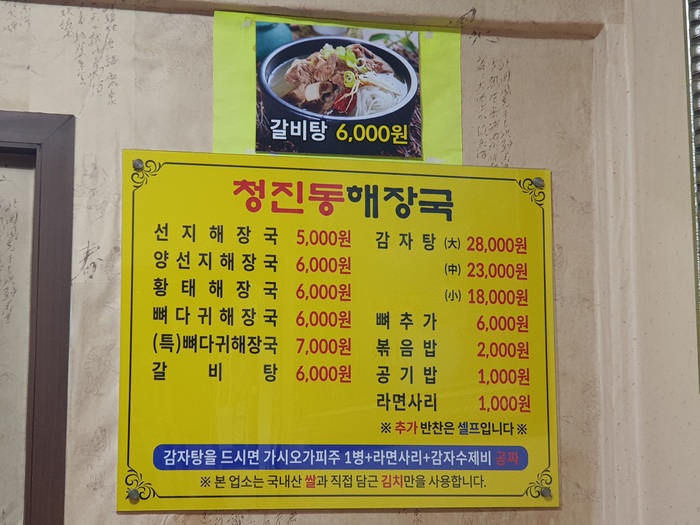 갈비탕 6,000원
청진동해장국
선지해장국 5,000원
양선지해장국 6,000원
황태해장국 6,000원
뼈다귀해장국 6,000원
(특)뼈다귀해장국 7,000원
갈비탕 6,000원
감자탕 (大) 28,000원
(中) 23,000원
(小) 18,000원
뼈추가 6,000원
볶음밥 2,000원
공기밥 1,000원
라면사리 1,000원
※ 추가 반찬은 셀프입니다 ※
감자탕을 드시면 가시오가피주 1병+라면사리+감자수제비 공짜
※ 본 업소는 국내산 쌀과 직접 담근 김치만을 사용합니다.